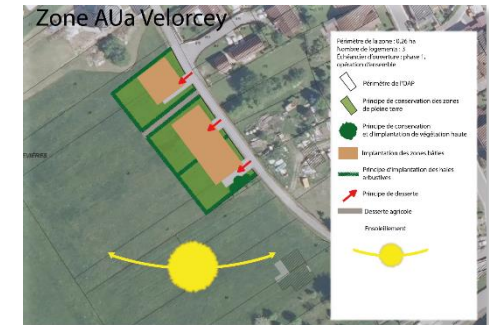 Zone AUa Velorcey
Périmètre de la zone : 0.26 ha
Nombre de logements : 3
Échéancier d'ouverture : phase 1,
opération d'ensemble
Périmètre de l'OAP
Principe de conservation des zones
de pleine terre
Principe de conservation
et d'implantation de végétation haute
Implantation des zones bâties
Principe d'implantation des haies
arbustives
Principe de desserte
Desserte agricole
Ensoleillement